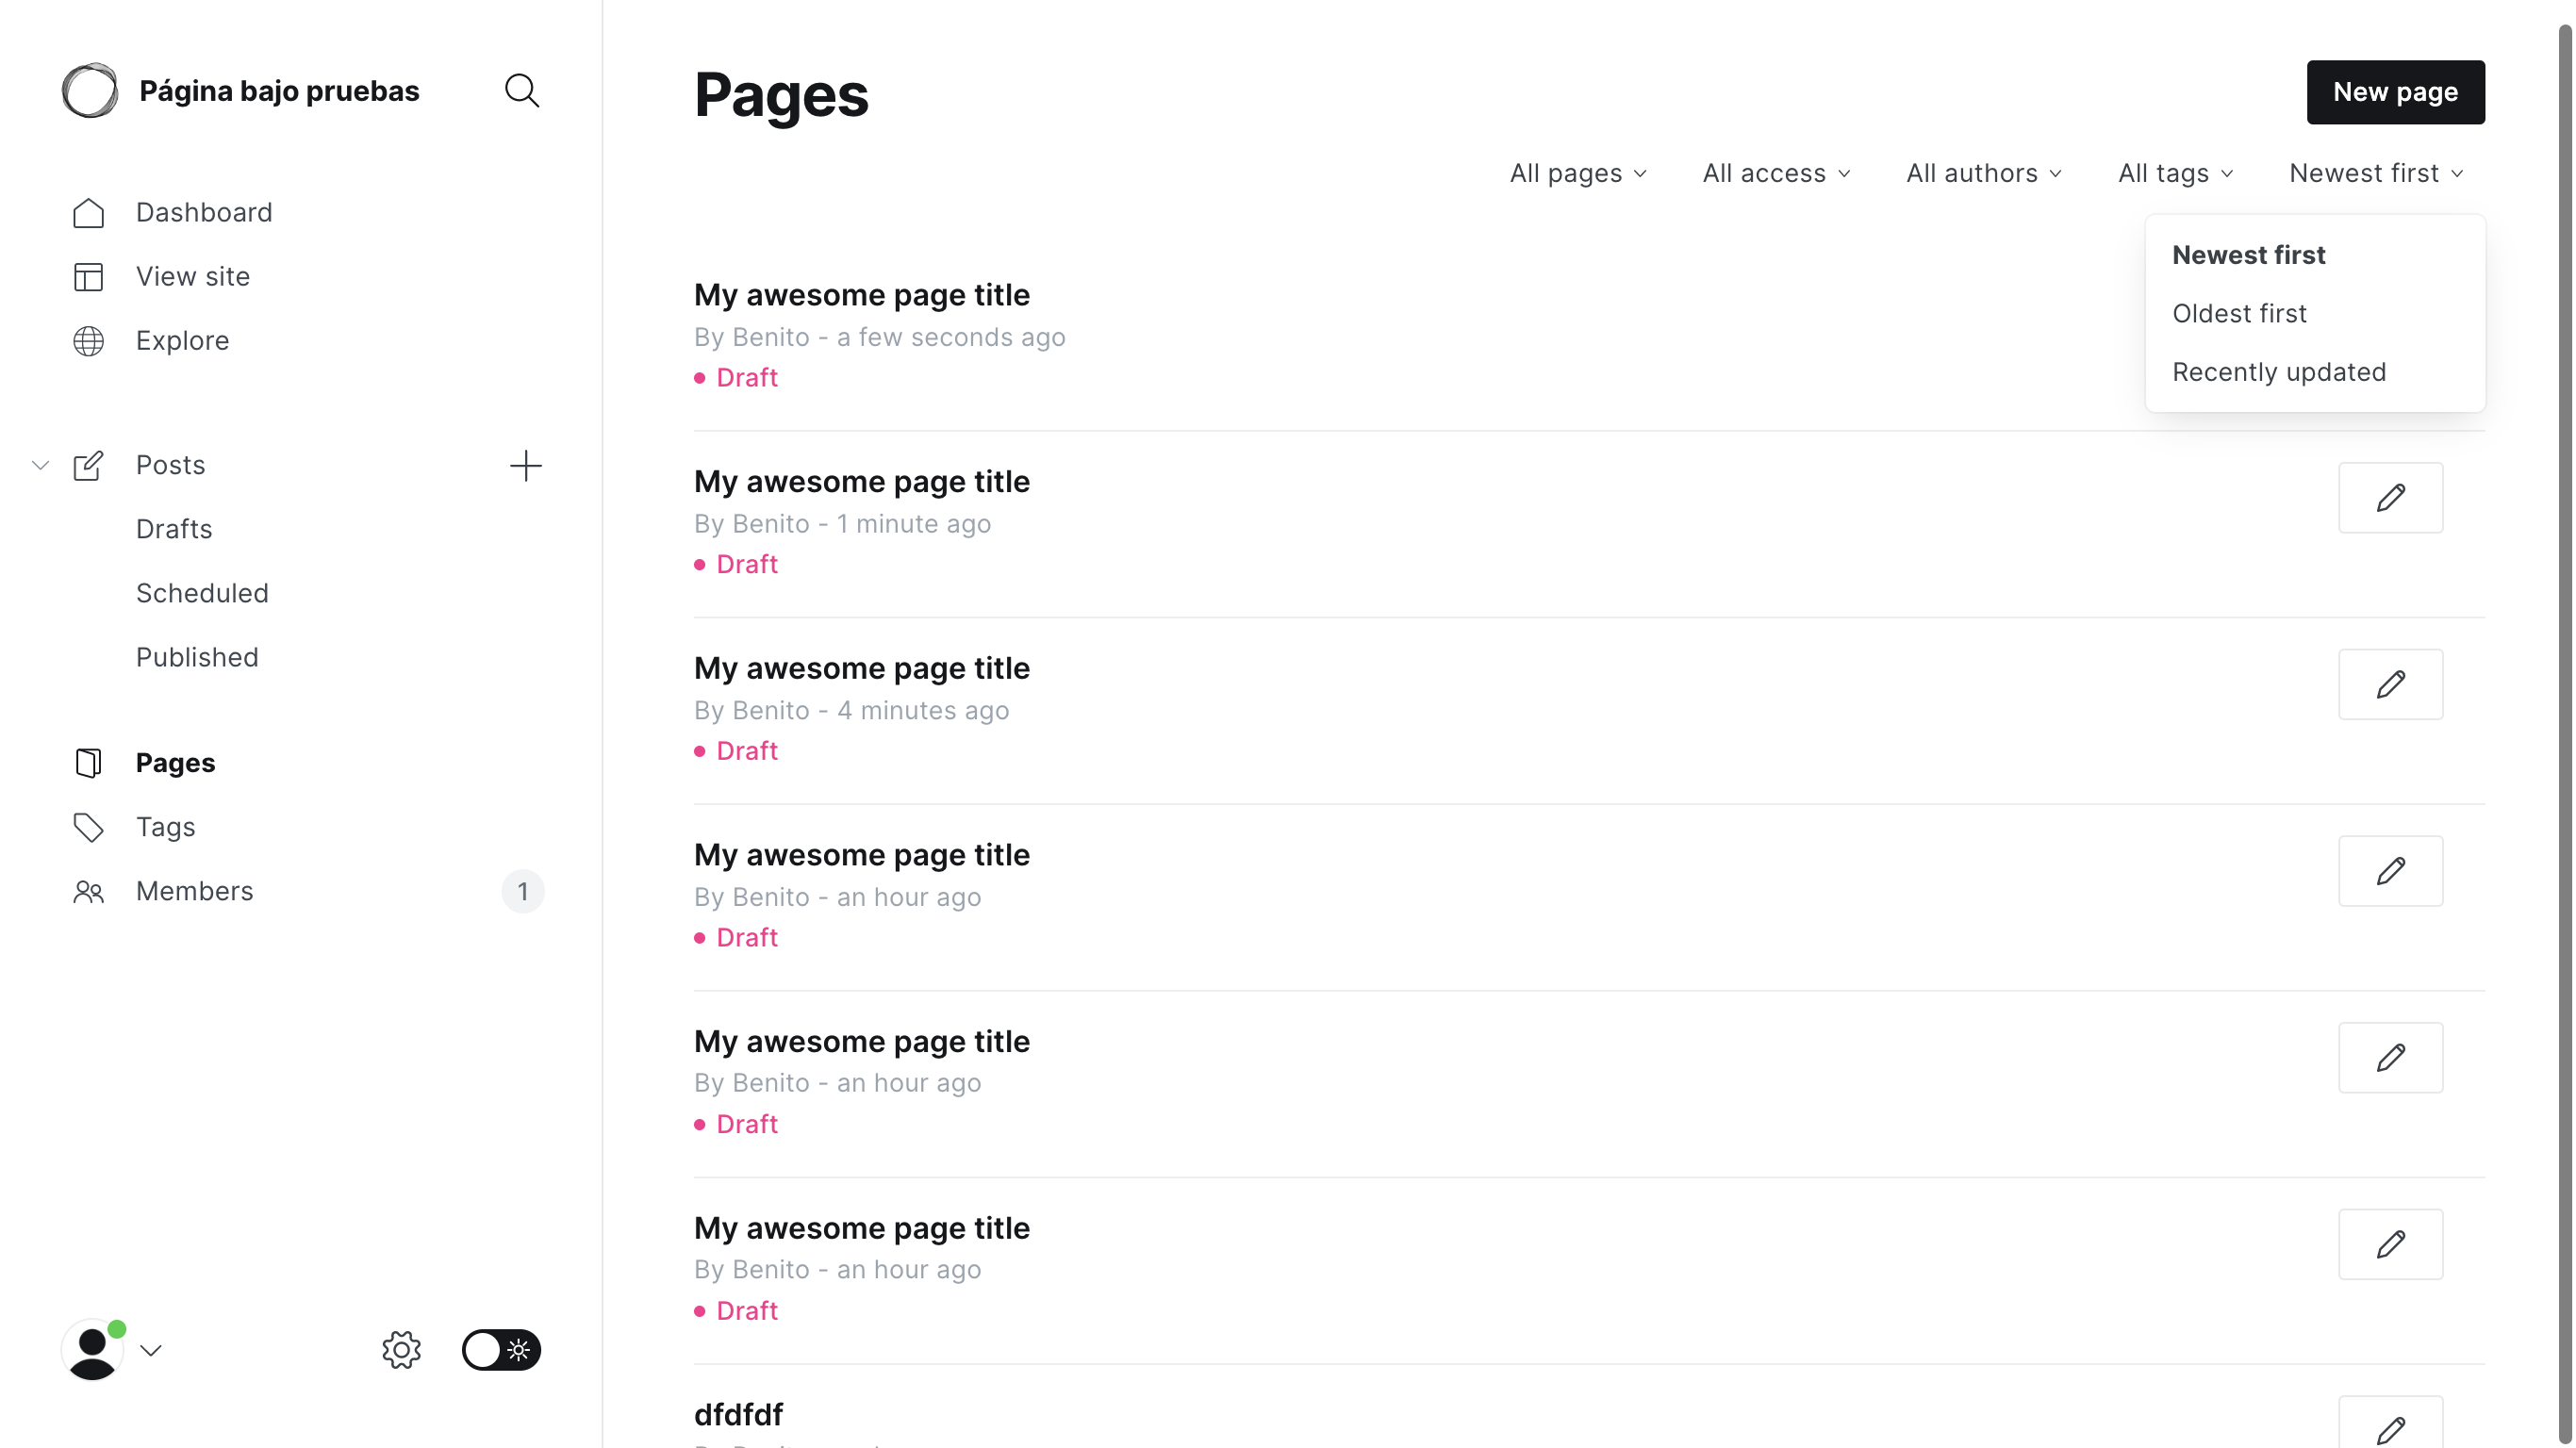 Página bajo pruebas
Dashboard
View site
Explore
Posts
Drafts
Scheduled
Published
Pages
Tags
Members 1
Pages
New page
All pages All access All authors All tags Newest first
Newest first
Oldest first
Recently updated
My awesome page title
By Benito - a few seconds ago
Draft
My awesome page title
By Benito - 1 minute ago
Draft
My awesome page title
By Benito - 4 minutes ago
Draft
My awesome page title
By Benito - an hour ago
Draft
My awesome page title
By Benito - an hour ago
Draft
My awesome page title
By Benito - an hour ago
Draft
dfdfdf